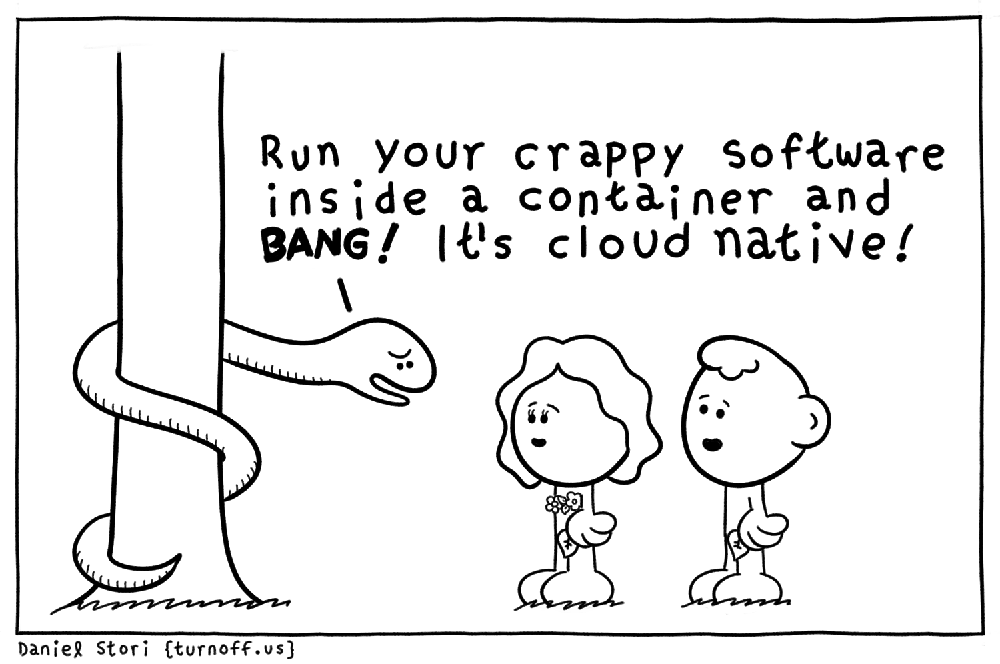 Run your crappy software
inside a container and
BANG! It's cloud native!
Daniel Stori {turnoff.us}